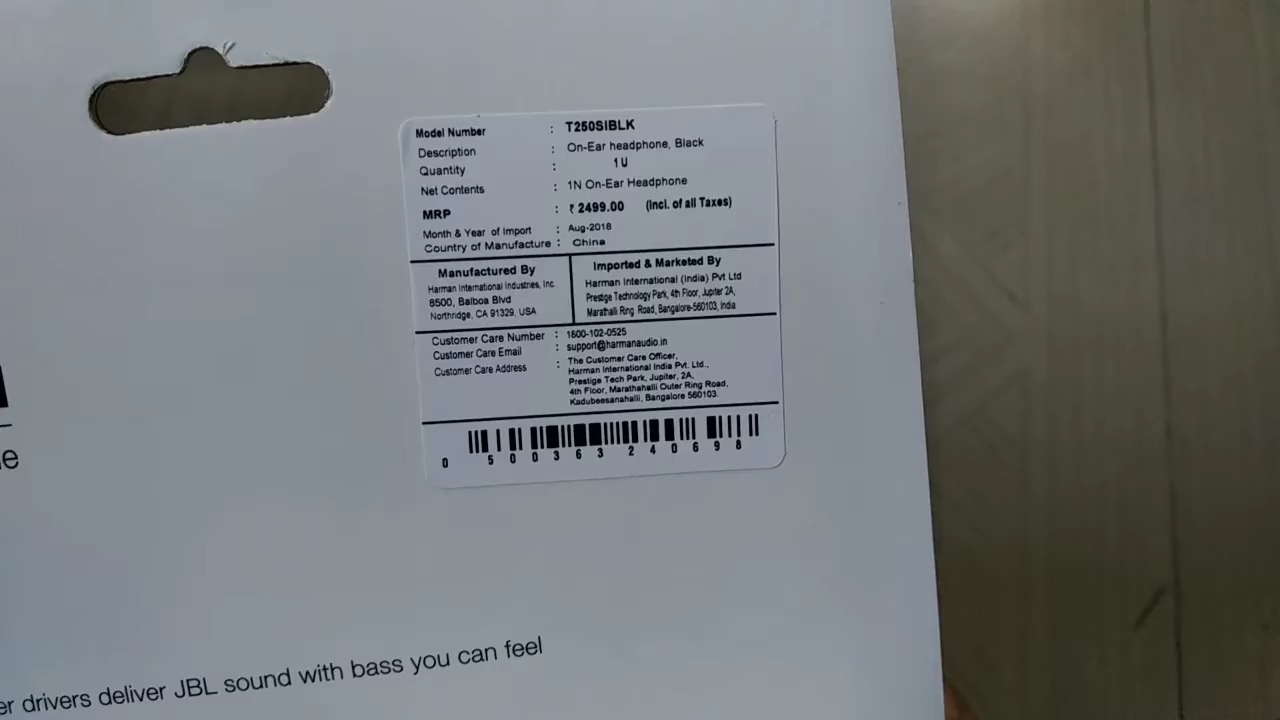 Model Number : T250SIBLK
Description : On-Ear headphone, Black
Quantity : 1 U
Net Contents : 1N On-Ear Headphone
MRP : ₹ 2499.00 (Incl. of all Taxes)
Month & Year of Import : Aug-2018
Country of Manufacture : China
Manufactured By
Harman International Industries, Inc.
8500, Balboa Blvd
Northridge, CA 91329, USA
Imported & Marketed By
Harman International (India) Pvt Ltd
Prestige Technology Park, 4th Floor, Jupiter 2A,
Marathalli Ring Road, Bangalore-560103, India
Customer Care Number : 1800-102-0525
Customer Care Email : support@harmanaudio.in
Customer Care Address : The Customer Care Officer,
Harman International India Pvt. Ltd.,
Prestige Tech Park, Jupiter, 2A,
4th Floor, Marathahalli Outer Ring Road,
Kadubeesanahalli, Bangalore 560103.
0 50036324069 8
er drivers deliver JBL sound with bass you can feel